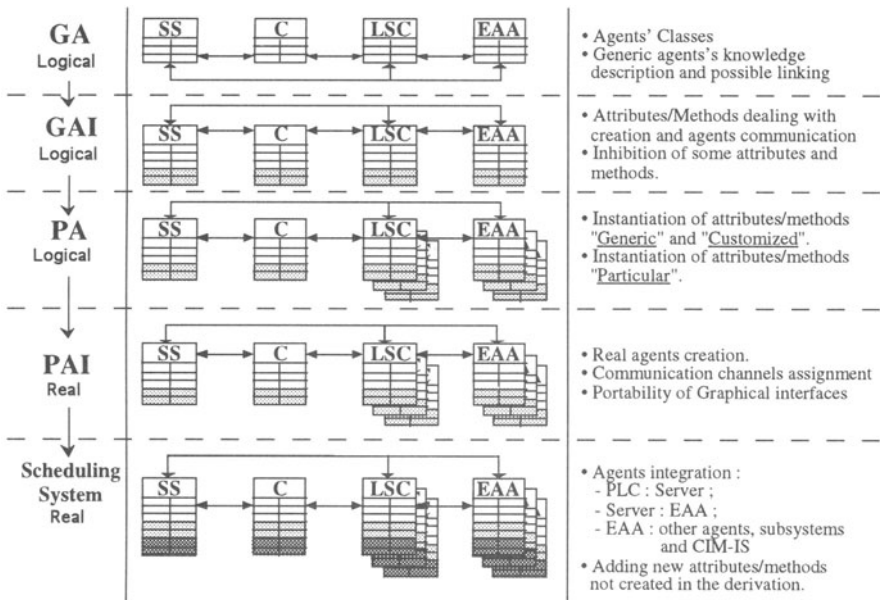 GA
Logical
SS C LSC EAA
• Agents' Classes
• Generic agents's knowledge
description and possible linking
GAI
Logical
SS C LSC EAA
• Attributes/Methods dealing with
creation and agents communication
• Inhibition of some attributes and
methods.
PA
Logical
SS C LSC EAA
• Instantiation of attributes/methods
"Generic" and "Customized".
• Instantiation of attributes/methods
"Particular".
PAI
Real
SS C LSC EAA
• Real agents creation.
• Communication channels assignment
• Portability of Graphical interfaces
Scheduling
System
Real
SS C LSC EAA
• Agents integration :
- PLC : Server ;
- Server : EAA ;
- EAA : other agents, subsystems
and CIM-IS
• Adding new attributes/methods
not created in the derivation.